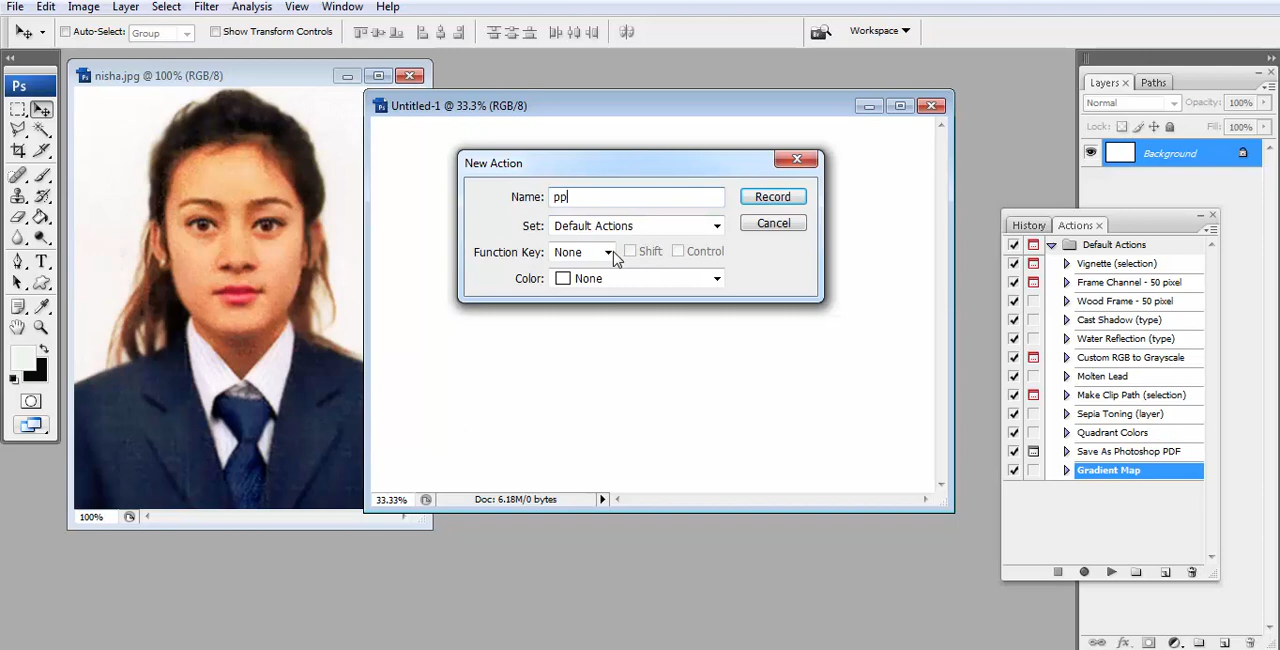 File Edit Image Layer Select Filter Analysis View Window Help
Auto-Select: Group Show Transform Controls Workspace
nisha.jpg @ 100% (RGB/8)
Ps
100%
Untitled-1 @ 33.3% (RGB/8)
33.33% Doc: 6.18M/0 bytes
New Action
Name: pp Record
Set: Default Actions Cancel
Function Key: None Shift Control
Color: None
Layers Paths
Normal Opacity: 100%
Lock: Fill: 100%
Background
History Actions
Default Actions
Vignette (selection)
Frame Channel - 50 pixel
Wood Frame - 50 pixel
Cast Shadow (type)
Water Reflection (type)
Custom RGB to Grayscale
Molten Lead
Make Clip Path (selection)
Sepia Toning (layer)
Quadrant Colors
Save As Photoshop PDF
Gradient Map